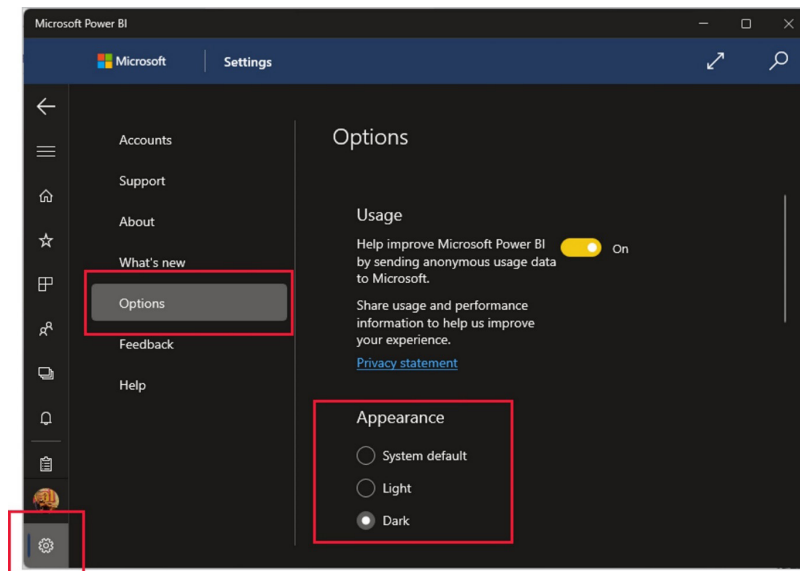 Microsoft Power BI
Microsoft
Settings
Accounts
Support
About
What's new
Options
Feedback
Help
Options
Usage
Help improve Microsoft Power BI
by sending anonymous usage data
to Microsoft.
On
Share usage and performance
information to help us improve
your experience.
Privacy statement
Appearance
System default
Light
Dark